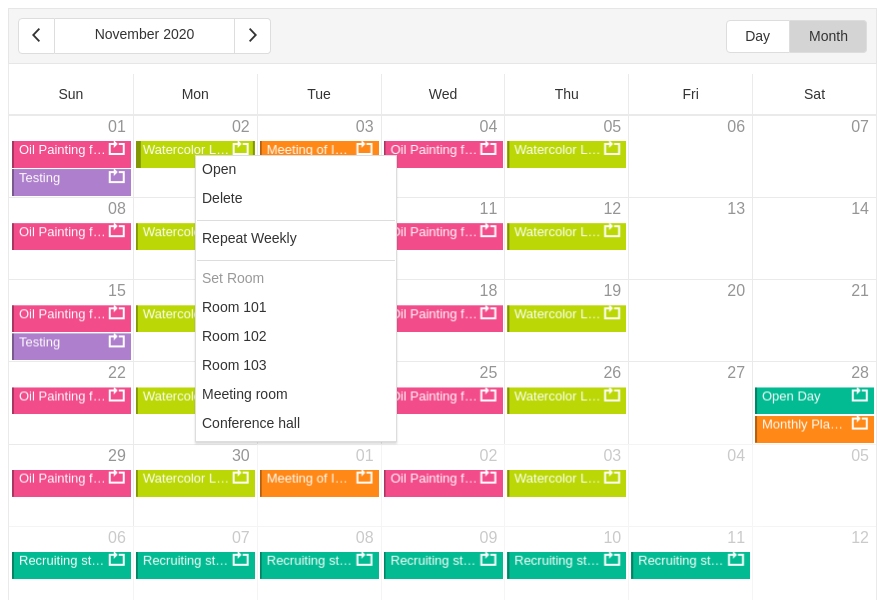 November 2020
Day Month
Sun Mon Tue Wed Thu Fri Sat
01 02 03 04 05 06 07
Oil Painting f... Watercolor L... Meeting of I... Oil Painting f... Watercolor L...
Testing
Open
Delete
Repeat Weekly
Set Room
Room 101
Room 102
Room 103
Meeting room
Conference hall
08 11 12 13 14
Oil Painting f... Waterco Oil Painting f... Watercolor L...
15 18 19 20 21
Oil Painting f... Waterco Oil Painting f... Watercolor L...
Testing
22 25 26 27 28
Oil Painting f... Waterco Oil Painting f... Watercolor L... Open Day
Monthly Pla...
29 30 01 02 03 04 05
Oil Painting f... Watercolor L... Meeting of I... Oil Painting f... Watercolor L...
06 07 08 09 10 11 12
Recruiting st... Recruiting st... Recruiting st... Recruiting st... Recruiting st... Recruiting st...